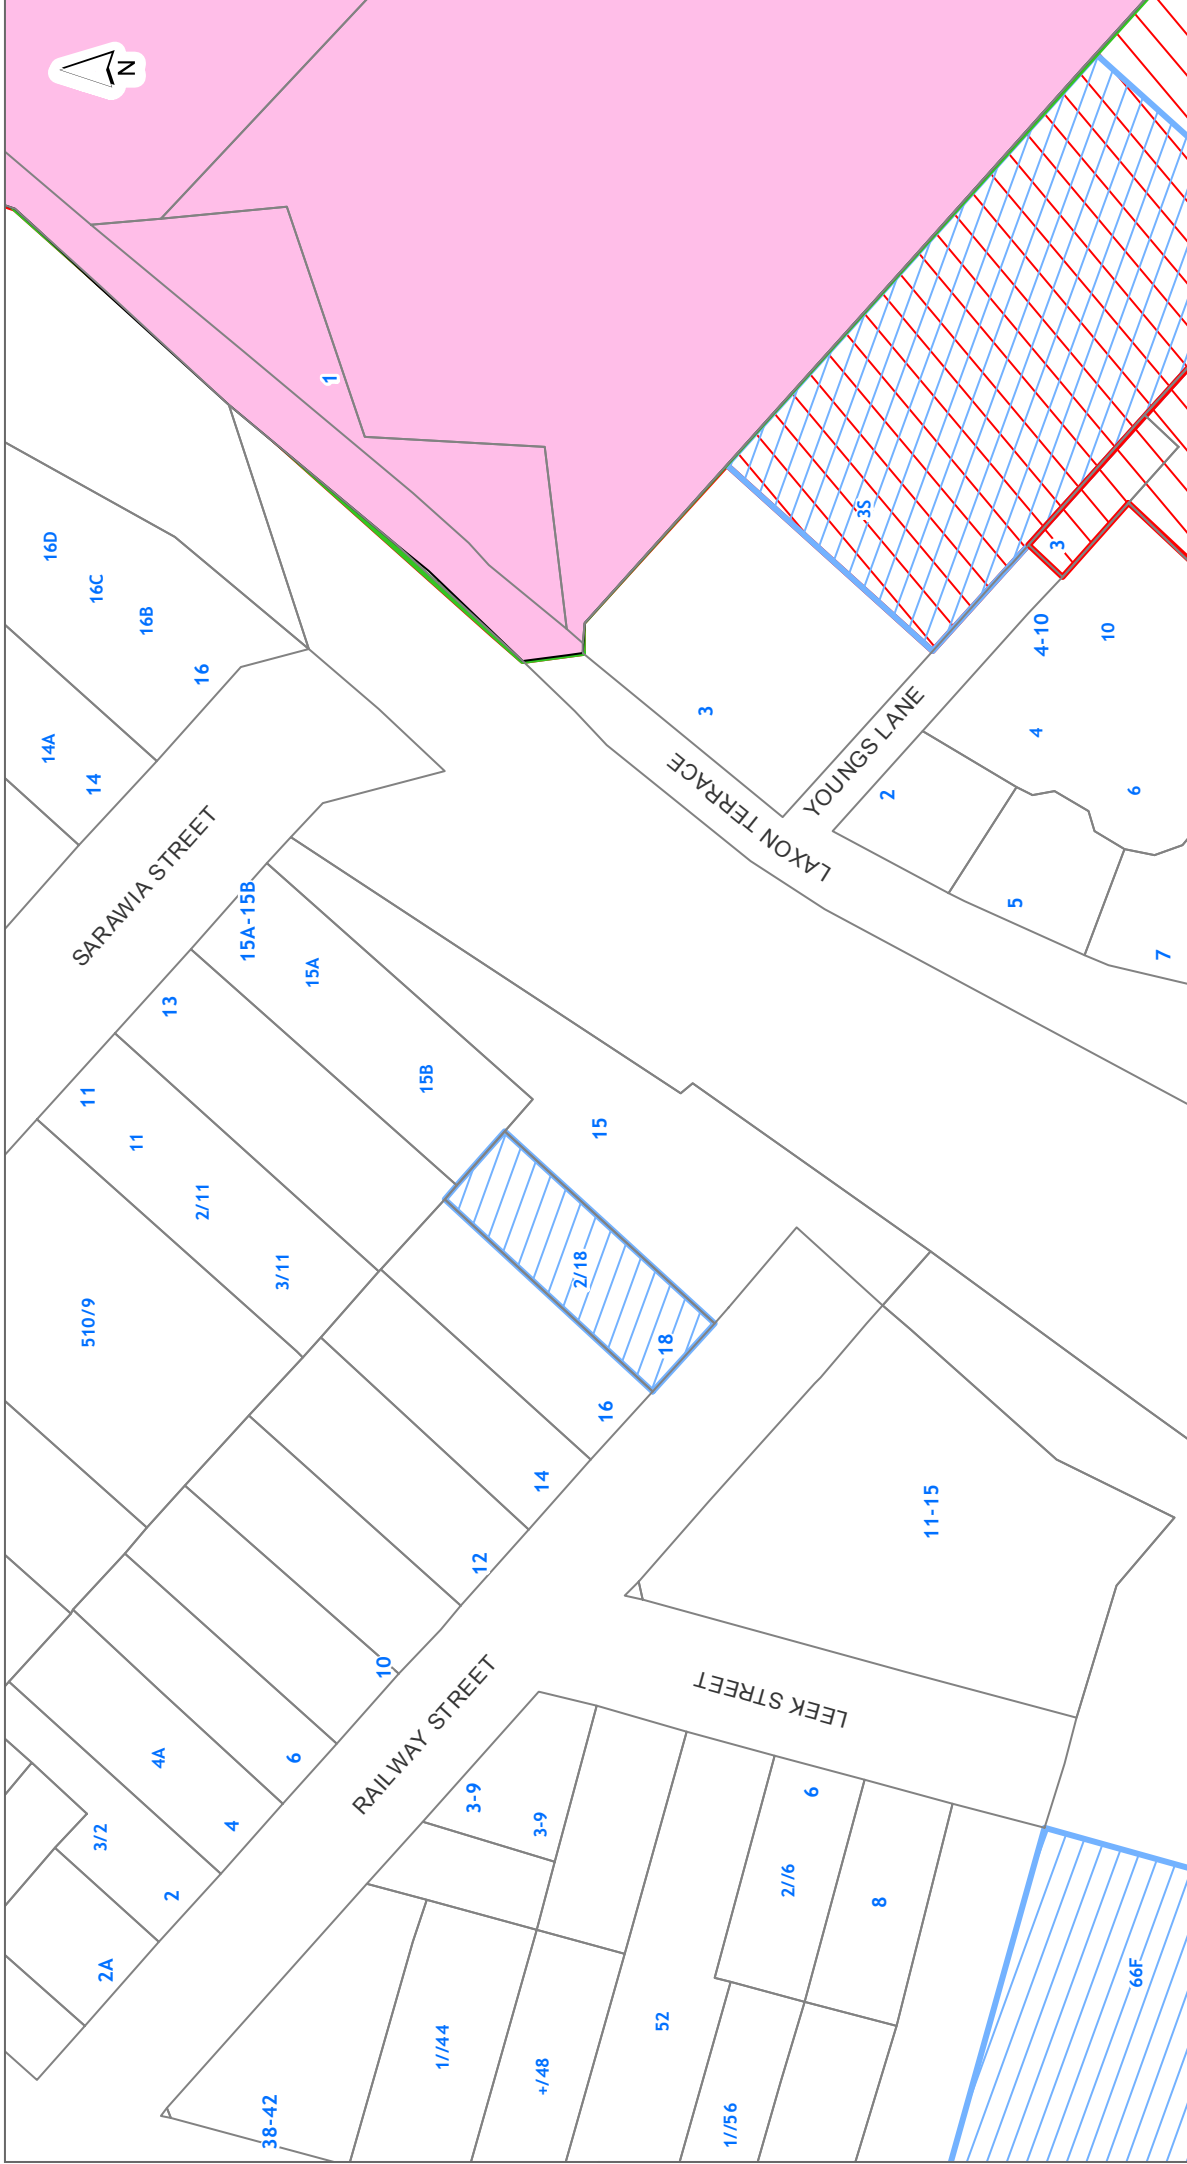 N
1
16D
16C
16B
16
14A
14
SARAWIA STREET
15A-15B
15A
15B
13
11
11
2/11
3/11
510/9
15
2/18
18
16
14
12
10
6
4A
4
3/2
2
2A
RAILWAY STREET
3S
3
3
4-10
10
4
6
YOUNGS LANE
LAXON TERRACE
2
5
7
11-15
LEEK STREET
3-9
3-9
6
2//6
8
52
1//44
+/48
1//56
38-42
66F